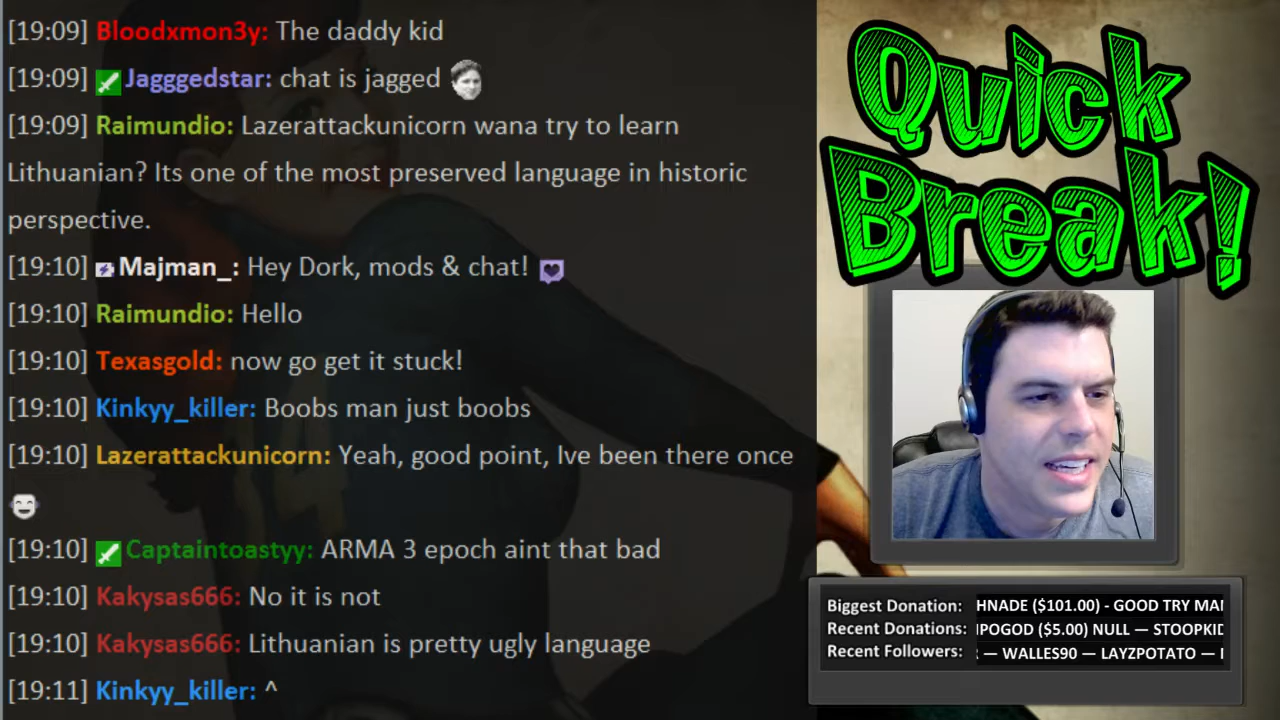 [19:09] Bloodxmon3y: The daddy kid
[19:09] Jagggedstar: chat is jagged
[19:09] Raimundio: Lazerattackunicorn wana try to learn
Lithuanian? Its one of the most preserved language in historic
perspective.
[19:10] Majman_: Hey Dork, mods & chat!
[19:10] Raimundio: Hello
[19:10] Texasgold: now go get it stuck!
[19:10] Kinkyy_killer: Boobs man just boobs
[19:10] Lazerattackunicorn: Yeah, good point, Ive been there once
[19:10] Captaintoastyy: ARMA 3 epoch aint that bad
[19:10] Kakysas666: No it is not
[19:10] Kakysas666: Lithuanian is pretty ugly language
[19:11] Kinkyy_killer: ^
Quick
Break!
Biggest Donation: HNADE ($101.00) - GOOD TRY MA
Recent Donations: IPOGOD ($5.00) NULL — STOOPKID
Recent Followers: — WALLES90 — LAYZPOTATO —